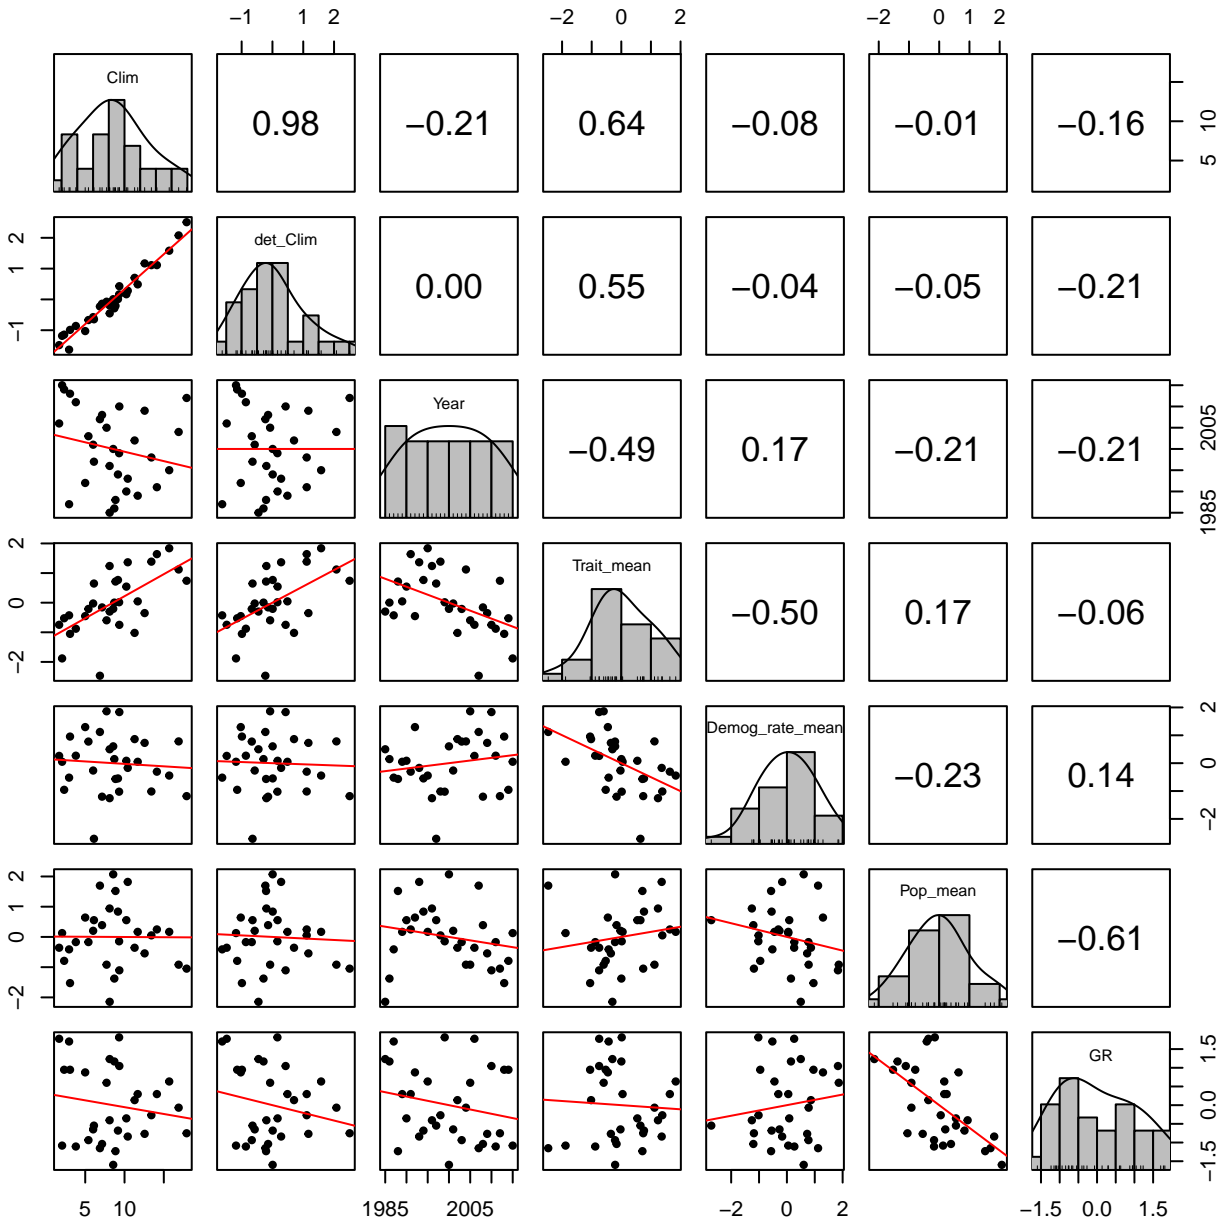 −1 1 2 −2 0 2 −2 0 1 2
Clim 0.98 −0.21 0.64 −0.08 −0.01 −0.16 5 10
−1 1 2 det_Clim 0.00 0.55 −0.04 −0.05 −0.21
Year −0.49 0.17 −0.21 −0.21 1985 2005
−2 0 2 Trait_mean −0.50 0.17 −0.06
Demog_rate_mean −0.23 0.14 −2 0 2
−2 0 1 2 Pop_mean −0.61
GR −1.5 0.0 1.5
5 10 1985 2005 −2 0 2 −1.5 0.0 1.5